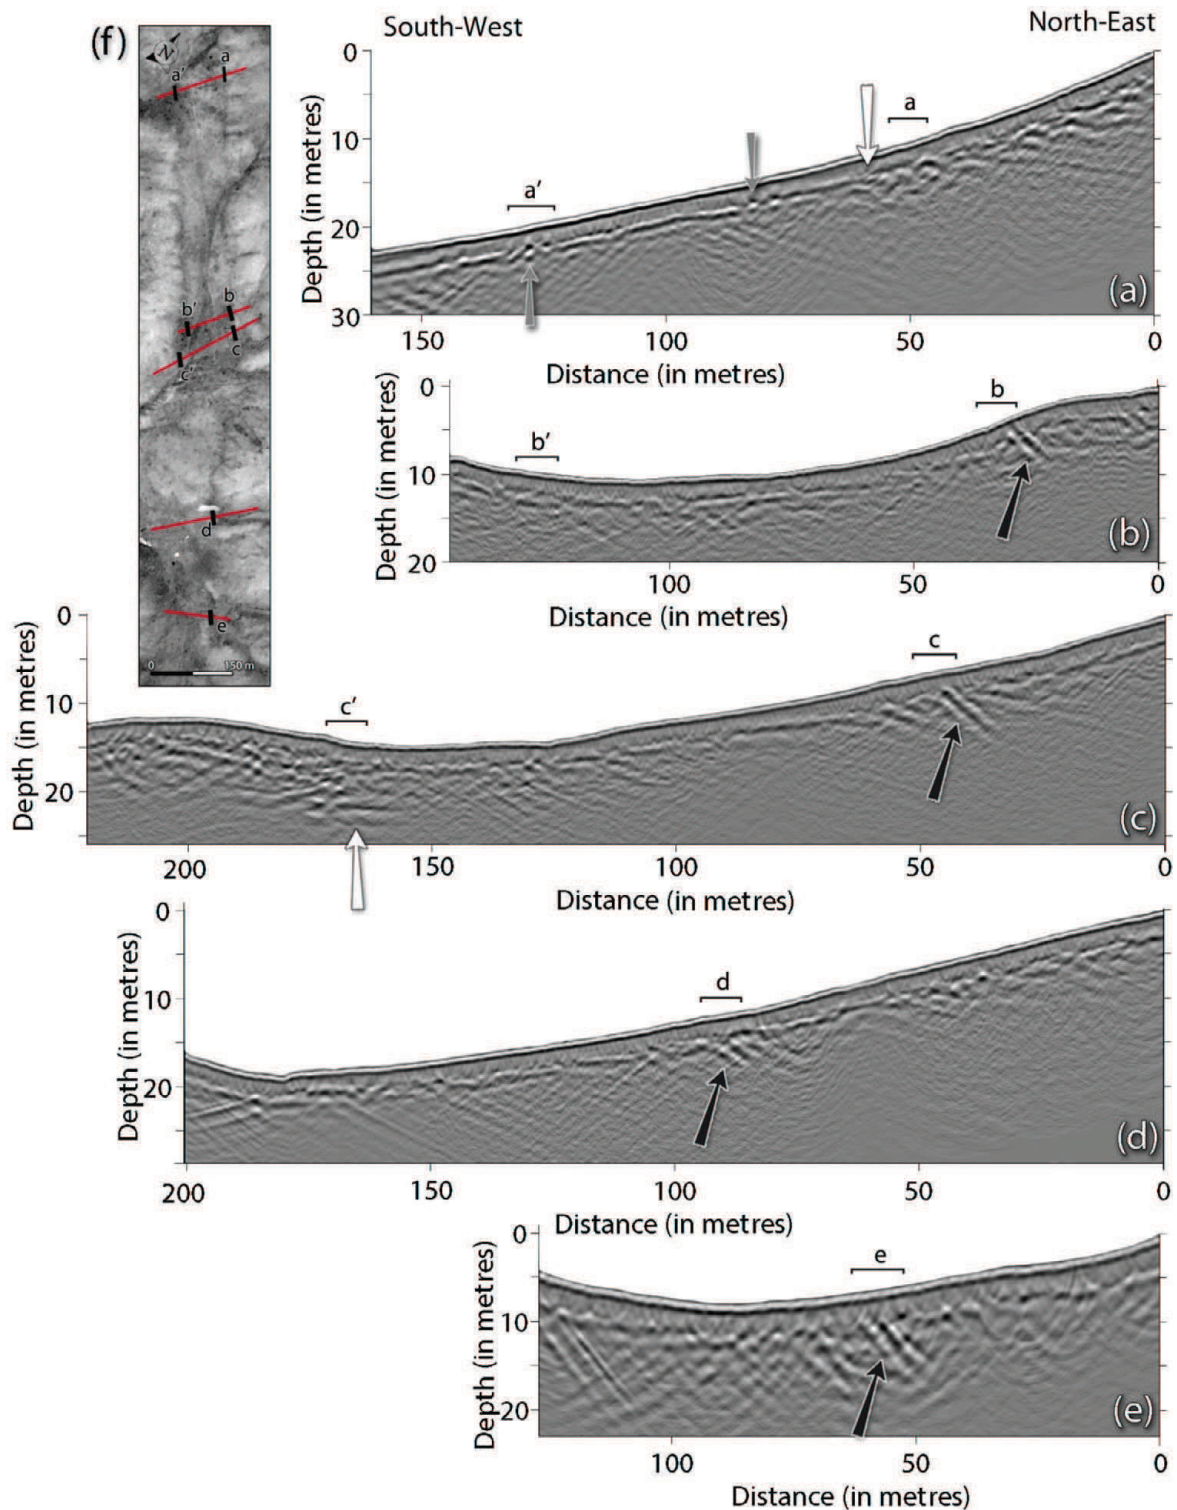 (f)
N
a
a'
b
b'
c
c'
d
e
0 150 m
South-West North-East
Depth (in metres)
0
10
20
30
a'
a
(a)
150 100 50 0
Distance (in metres)
Depth (in metres)
0
10
20
b'
b
(b)
100 50 0
Distance (in metres)
Depth (in metres)
0
10
20
c'
c
(c)
200 150 100 50 0
Distance (in metres)
Depth (in metres)
0
10
20
d
(d)
200 150 100 50 0
Distance (in metres)
Depth (in metres)
0
10
20
e
(e)
100 50 0
Distance (in metres)